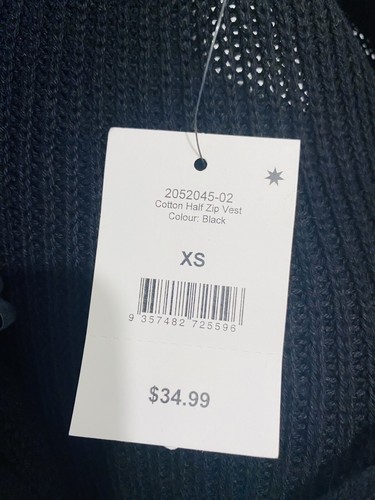 2052045-02
Cotton Half Zip Vest
Colour: Black
XS
9 357482 725596
$34.99